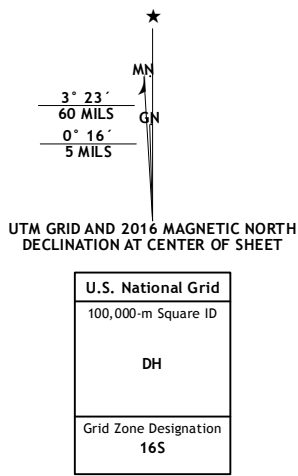 MN
GN
3° 23´
60 MILS
0° 16´
5 MILS
UTM GRID AND 2016 MAGNETIC NORTH
DECLINATION AT CENTER OF SHEET
U.S. National Grid
100,000-m Square ID
DH
Grid Zone Designation
16S